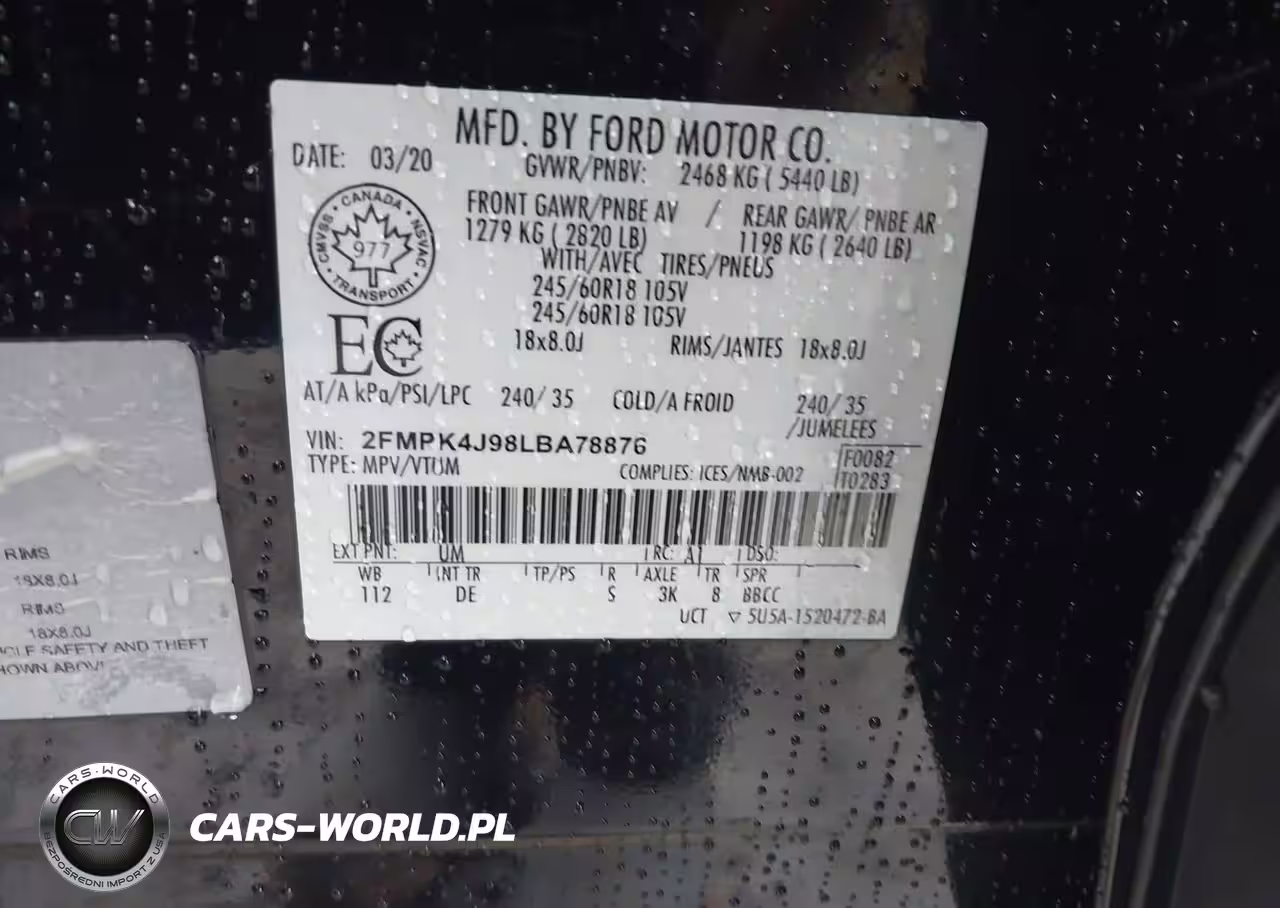 MFD. BY FORD MOTOR CO.
DATE: 03/20
GVWR/PNBV: 2468 KG ( 5440 LB)
FRONT GAWR/PNBE AV / REAR GAWR/ PNBE AR
1279 KG ( 2820 LB) 1198 KG ( 2640 LB)
WITH/AVEC TIRES/PNEUS
245/60R18 105V
245/60R18 105V
18x8.0J RIMS/JANTES 18x8.0J
CMVSS • CANADA • NSVAC • TRANSPORT •
977
EC
AT/A kPa/PSI/LPC 240/ 35 COLD/A FROID 240/ 35
/JUMELEES
VIN: 2FMPK4J98LBA78876
F0082
TYPE: MPV/VTUM COMPLIES: ICES/NMB-002 T0283
EXT PNT: UM RC: A1 DSO:
WB INT TR TP/PS R AXLE TR SPR
112 DE S 3K 8 BBCC
UCT ▽ 5U5A-1520472-BA
RIMS
18X8.0J
RIMS
18X8.0J
SAFETY AND THEFT
CARS-WORLD
CW
BEZPOŚREDNI IMPORT Z USA
CARS-WORLD.PL